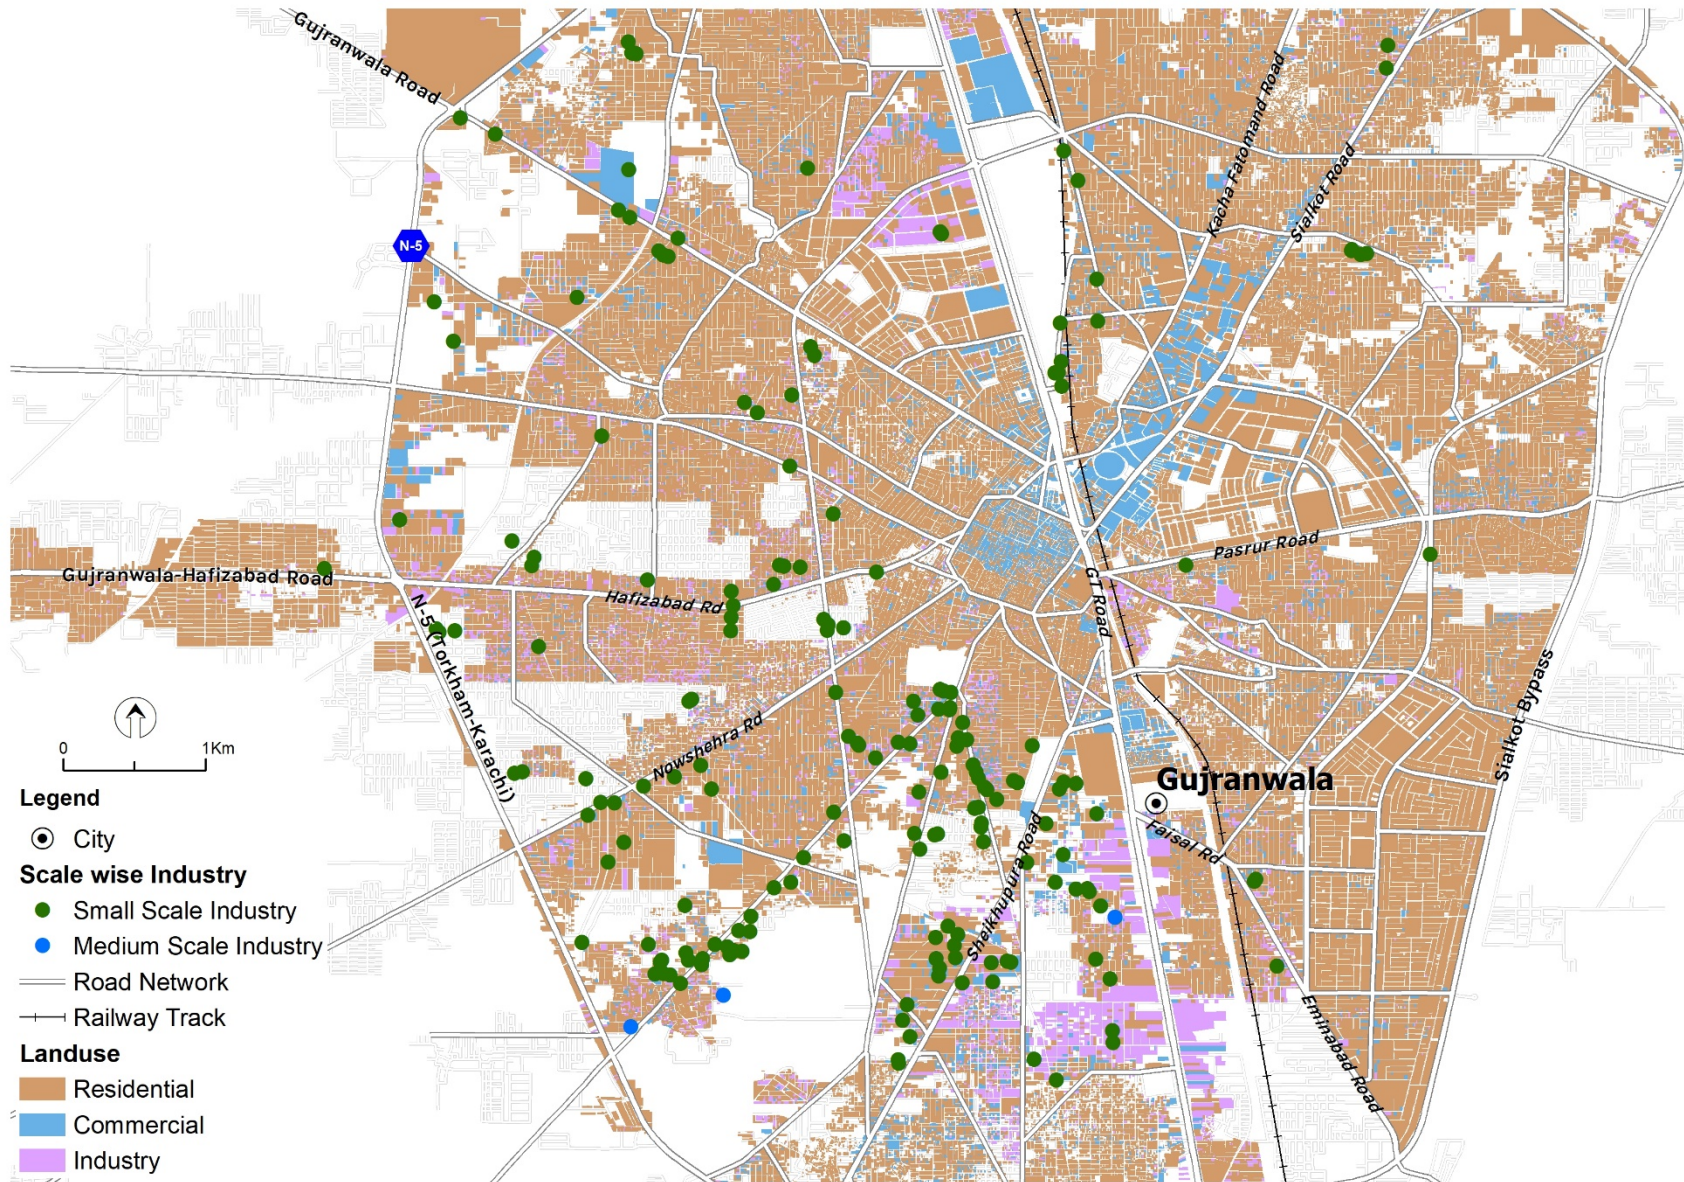 Gujranwala Road
Kacha Fatomand Road
Sialkot Road
N-5
Pasrur Road
Gujranwala-Hafizabad Road
Hafizabad Rd
GT Road
N-5 (Torkham-Karachi)
Nowshehra Rd
Sialkot Bypass
Gujranwala
Faisal Rd
Sheikhupura Road
Eminabad Road
0 1Km
Legend
City
Scale wise Industry
Small Scale Industry
Medium Scale Industry
Road Network
Railway Track
Landuse
Residential
Commercial
Industry